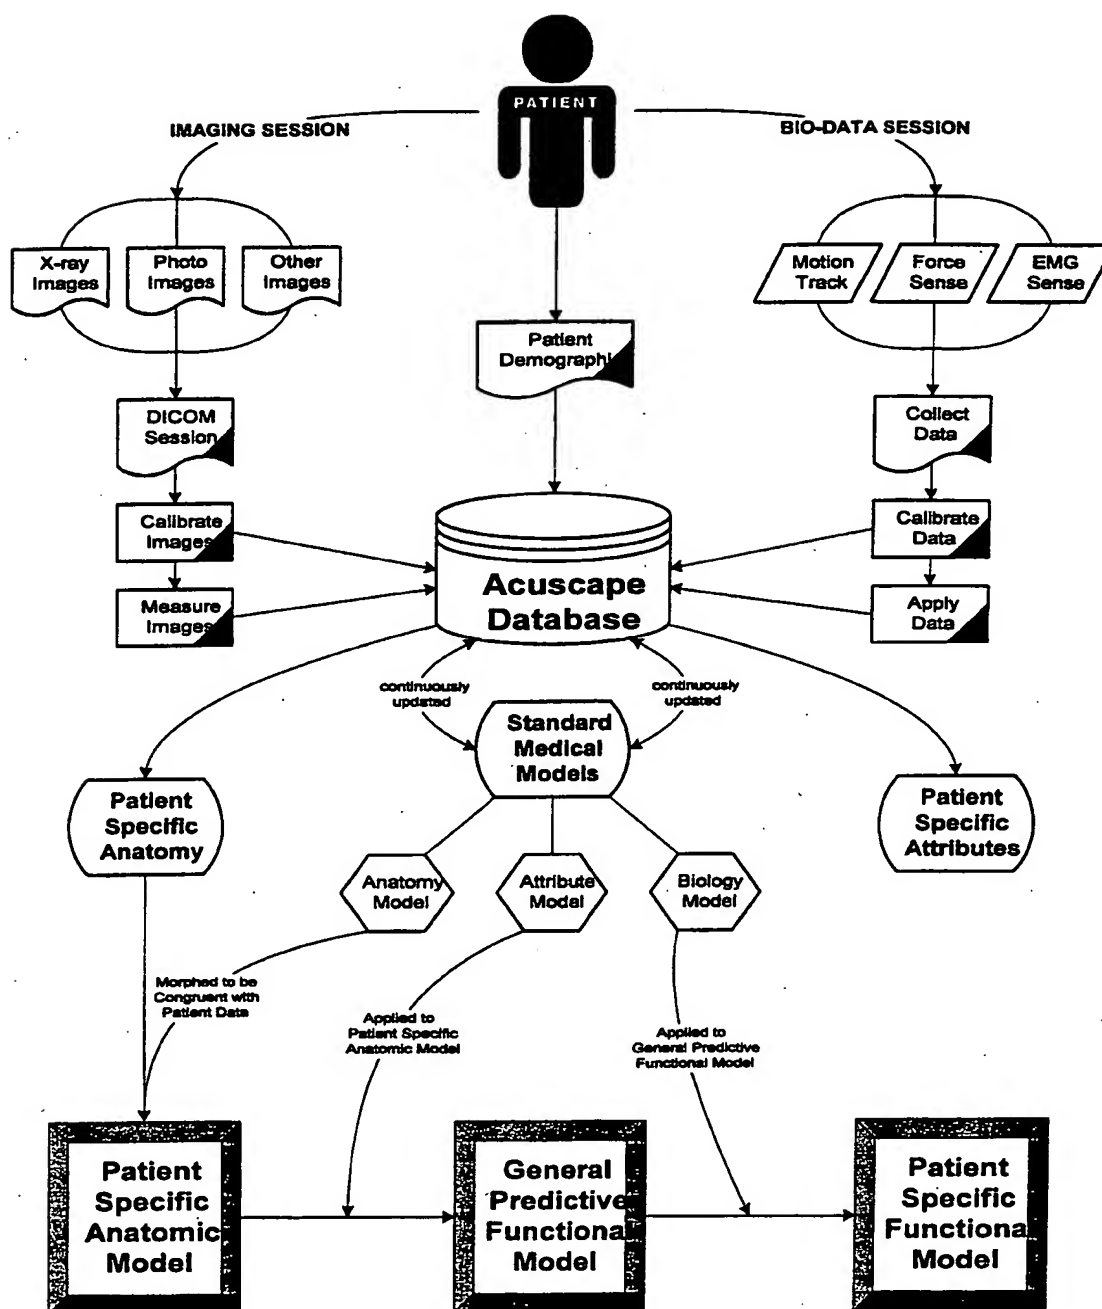 PATIENT
IMAGING SESSION
BIO-DATA SESSION
X-ray
Images
Photo
Images
Other
Images
Motion
Track
Force
Sense
EMG
Sense
Patient
Demographi
DICOM
Session
Collect
Data
Calibrate
Images
Calibrate
Data
Measure
Images
Apply
Data
Acuscape
Database
continuously
updated
continuously
updated
Standard
Medical
Models
Patient
Specific
Anatomy
Patient
Specific
Attributes
Anatomy
Model
Attribute
Model
Biology
Model
Morphed to be
Congruent with
Patient Data
Applied to
Patient Specific
Anatomic Model
Applied to
General Predictive
Functional Model
Patient
Specific
Anatomic
Model
General
Predictive
Functional
Model
Patient
Specific
Functiona
Model